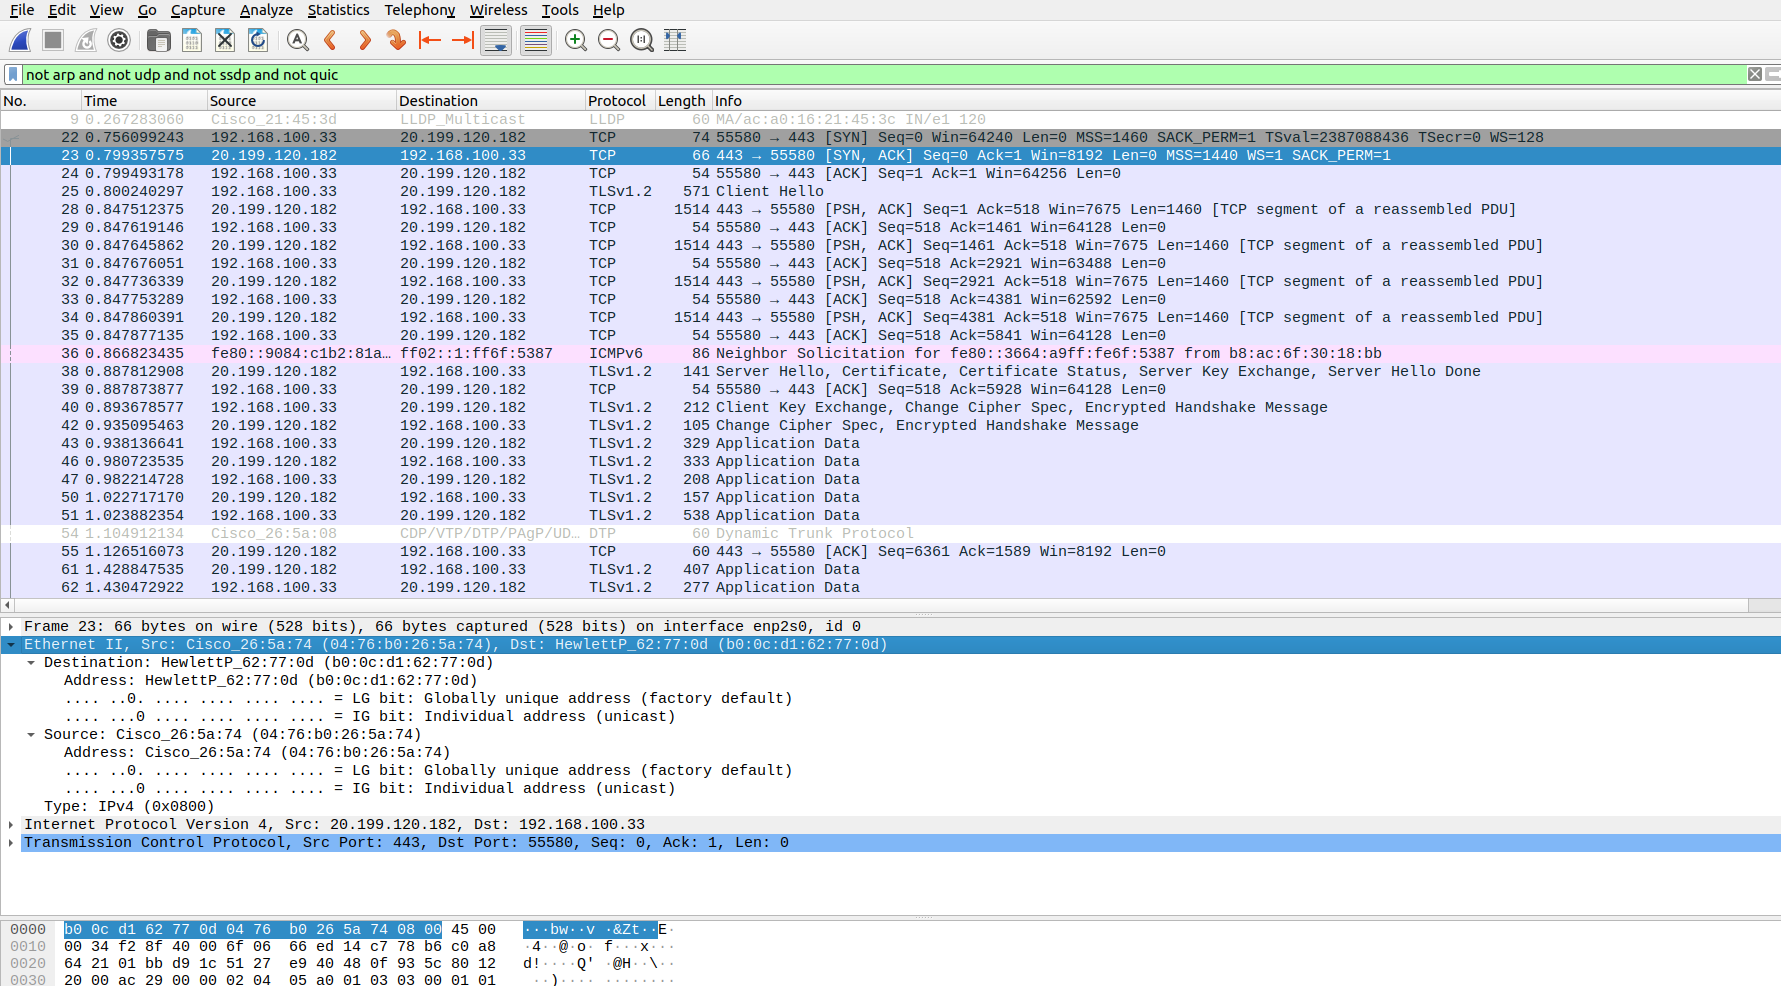 File Edit View Go Capture Analyze Statistics Telephony Wireless Tools Help
not arp and not udp and not ssdp and not quic
No. Time Source Destination Protocol Length Info
9 0.267283060 Cisco_21:45:3d LLDP_Multicast LLDP 60 MA/ac:a0:16:21:45:3c IN/e1 120
22 0.756099243 192.168.100.33 20.199.120.182 TCP 74 55580 → 443 [SYN] Seq=0 Win=64240 Len=0 MSS=1460 SACK_PERM=1 TSval=2387088436 TSecr=0 WS=128
23 0.799357575 20.199.120.182 192.168.100.33 TCP 66 443 → 55580 [SYN, ACK] Seq=0 Ack=1 Win=8192 Len=0 MSS=1440 WS=1 SACK_PERM=1
24 0.799493178 192.168.100.33 20.199.120.182 TCP 54 55580 → 443 [ACK] Seq=1 Ack=1 Win=64256 Len=0
25 0.800240297 192.168.100.33 20.199.120.182 TLSv1.2 571 Client Hello
28 0.847512375 20.199.120.182 192.168.100.33 TCP 1514 443 → 55580 [PSH, ACK] Seq=1 Ack=518 Win=7675 Len=1460 [TCP segment of a reassembled PDU]
29 0.847619146 192.168.100.33 20.199.120.182 TCP 54 55580 → 443 [ACK] Seq=518 Ack=1461 Win=64128 Len=0
30 0.847645862 20.199.120.182 192.168.100.33 TCP 1514 443 → 55580 [PSH, ACK] Seq=1461 Ack=518 Win=7675 Len=1460 [TCP segment of a reassembled PDU]
31 0.847676051 192.168.100.33 20.199.120.182 TCP 54 55580 → 443 [ACK] Seq=518 Ack=2921 Win=63488 Len=0
32 0.847736339 20.199.120.182 192.168.100.33 TCP 1514 443 → 55580 [PSH, ACK] Seq=2921 Ack=518 Win=7675 Len=1460 [TCP segment of a reassembled PDU]
33 0.847753289 192.168.100.33 20.199.120.182 TCP 54 55580 → 443 [ACK] Seq=518 Ack=4381 Win=62592 Len=0
34 0.847860391 20.199.120.182 192.168.100.33 TCP 1514 443 → 55580 [PSH, ACK] Seq=4381 Ack=518 Win=7675 Len=1460 [TCP segment of a reassembled PDU]
35 0.847877135 192.168.100.33 20.199.120.182 TCP 54 55580 → 443 [ACK] Seq=518 Ack=5841 Win=64128 Len=0
36 0.866823435 fe80::9084:c1b2:81a… ff02::1:ff6f:5387 ICMPv6 86 Neighbor Solicitation for fe80::3664:a9ff:fe6f:5387 from b8:ac:6f:30:18:bb
38 0.887812908 20.199.120.182 192.168.100.33 TLSv1.2 141 Server Hello, Certificate, Certificate Status, Server Key Exchange, Server Hello Done
39 0.887873877 192.168.100.33 20.199.120.182 TCP 54 55580 → 443 [ACK] Seq=518 Ack=5928 Win=64128 Len=0
40 0.893678577 192.168.100.33 20.199.120.182 TLSv1.2 212 Client Key Exchange, Change Cipher Spec, Encrypted Handshake Message
42 0.935095463 20.199.120.182 192.168.100.33 TLSv1.2 105 Change Cipher Spec, Encrypted Handshake Message
43 0.938136641 192.168.100.33 20.199.120.182 TLSv1.2 329 Application Data
46 0.980723535 20.199.120.182 192.168.100.33 TLSv1.2 333 Application Data
47 0.982214728 192.168.100.33 20.199.120.182 TLSv1.2 208 Application Data
50 1.022717170 20.199.120.182 192.168.100.33 TLSv1.2 157 Application Data
51 1.023882354 192.168.100.33 20.199.120.182 TLSv1.2 538 Application Data
54 1.104912134 Cisco_26:5a:08 CDP/VTP/DTP/PAgP/UD… DTP 60 Dynamic Trunk Protocol
55 1.126516073 20.199.120.182 192.168.100.33 TCP 60 443 → 55580 [ACK] Seq=6361 Ack=1589 Win=8192 Len=0
61 1.428847535 20.199.120.182 192.168.100.33 TLSv1.2 407 Application Data
62 1.430472922 192.168.100.33 20.199.120.182 TLSv1.2 277 Application Data
Frame 23: 66 bytes on wire (528 bits), 66 bytes captured (528 bits) on interface enp2s0, id 0
Ethernet II, Src: Cisco_26:5a:74 (04:76:b0:26:5a:74), Dst: HewlettP_62:77:0d (b0:0c:d1:62:77:0d)
Destination: HewlettP_62:77:0d (b0:0c:d1:62:77:0d)
Address: HewlettP_62:77:0d (b0:0c:d1:62:77:0d)
.... ..0. .... .... .... .... = LG bit: Globally unique address (factory default)
.... ...0 .... .... .... .... = IG bit: Individual address (unicast)
Source: Cisco_26:5a:74 (04:76:b0:26:5a:74)
Address: Cisco_26:5a:74 (04:76:b0:26:5a:74)
.... ..0. .... .... .... .... = LG bit: Globally unique address (factory default)
.... ...0 .... .... .... .... = IG bit: Individual address (unicast)
Type: IPv4 (0x0800)
Internet Protocol Version 4, Src: 20.199.120.182, Dst: 192.168.100.33
Transmission Control Protocol, Src Port: 443, Dst Port: 55580, Seq: 0, Ack: 1, Len: 0
0000 b0 0c d1 62 77 0d 04 76 b0 26 5a 74 08 00 45 00 ···bw··v ·&Zt··E·
0010 00 34 f2 8f 40 00 6f 06 66 ed 14 c7 78 b6 c0 a8 ·4··@·o· f···x···
0020 64 21 01 bb d9 1c 51 27 e9 40 48 0f 93 5c 80 12 d!····Q' ·@H··\··
0030 20 00 ac 29 00 00 02 04 05 a0 01 03 03 00 01 01 ··)···· ········